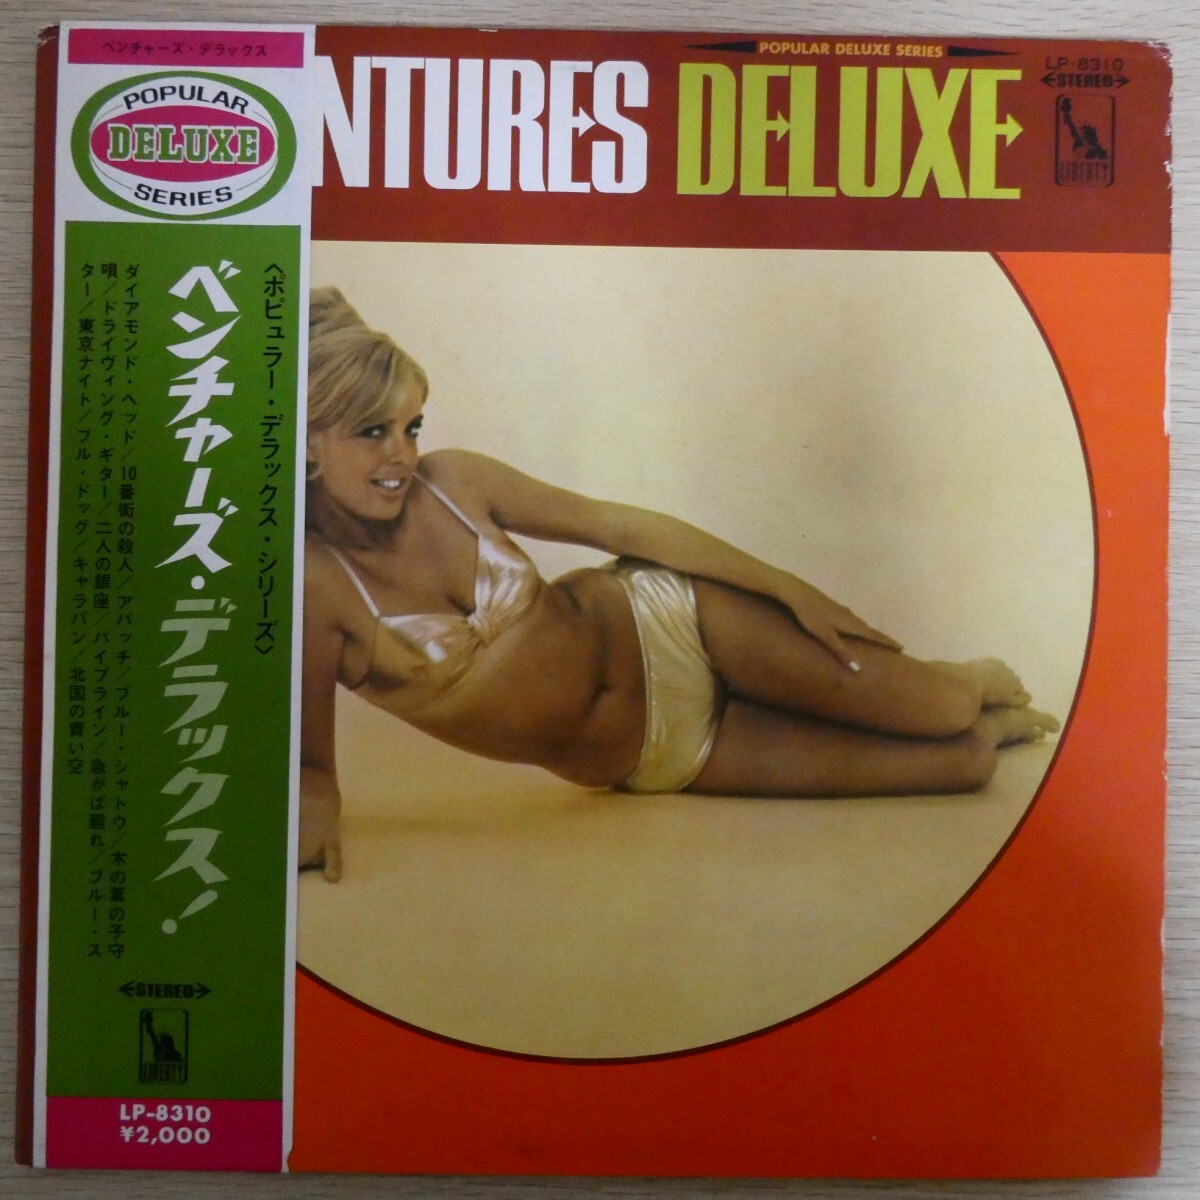 ベンチャーズ・デラックス
POPULAR
DELUXE
SERIES
〈ポピュラー・デラックス・シリーズ〉
ベンチャーズ・デラックス!
ダイアモンド・ヘッド/10番街の殺人/アパッチ/ブルー・シャトウ/木の葉の子守
唄/ドライヴィング・ギター/二人の銀座/パイプライン/急がば廻れ/ブルー・ス
ター/東京ナイト/ブル・ドッグ/キャラバン/北国の青い空
STEREO
LIBERTY
LP-8310
¥2,000
POPULAR DELUXE SERIES
NTURES DELUXE
LP-8310
STEREO
LIBERTY